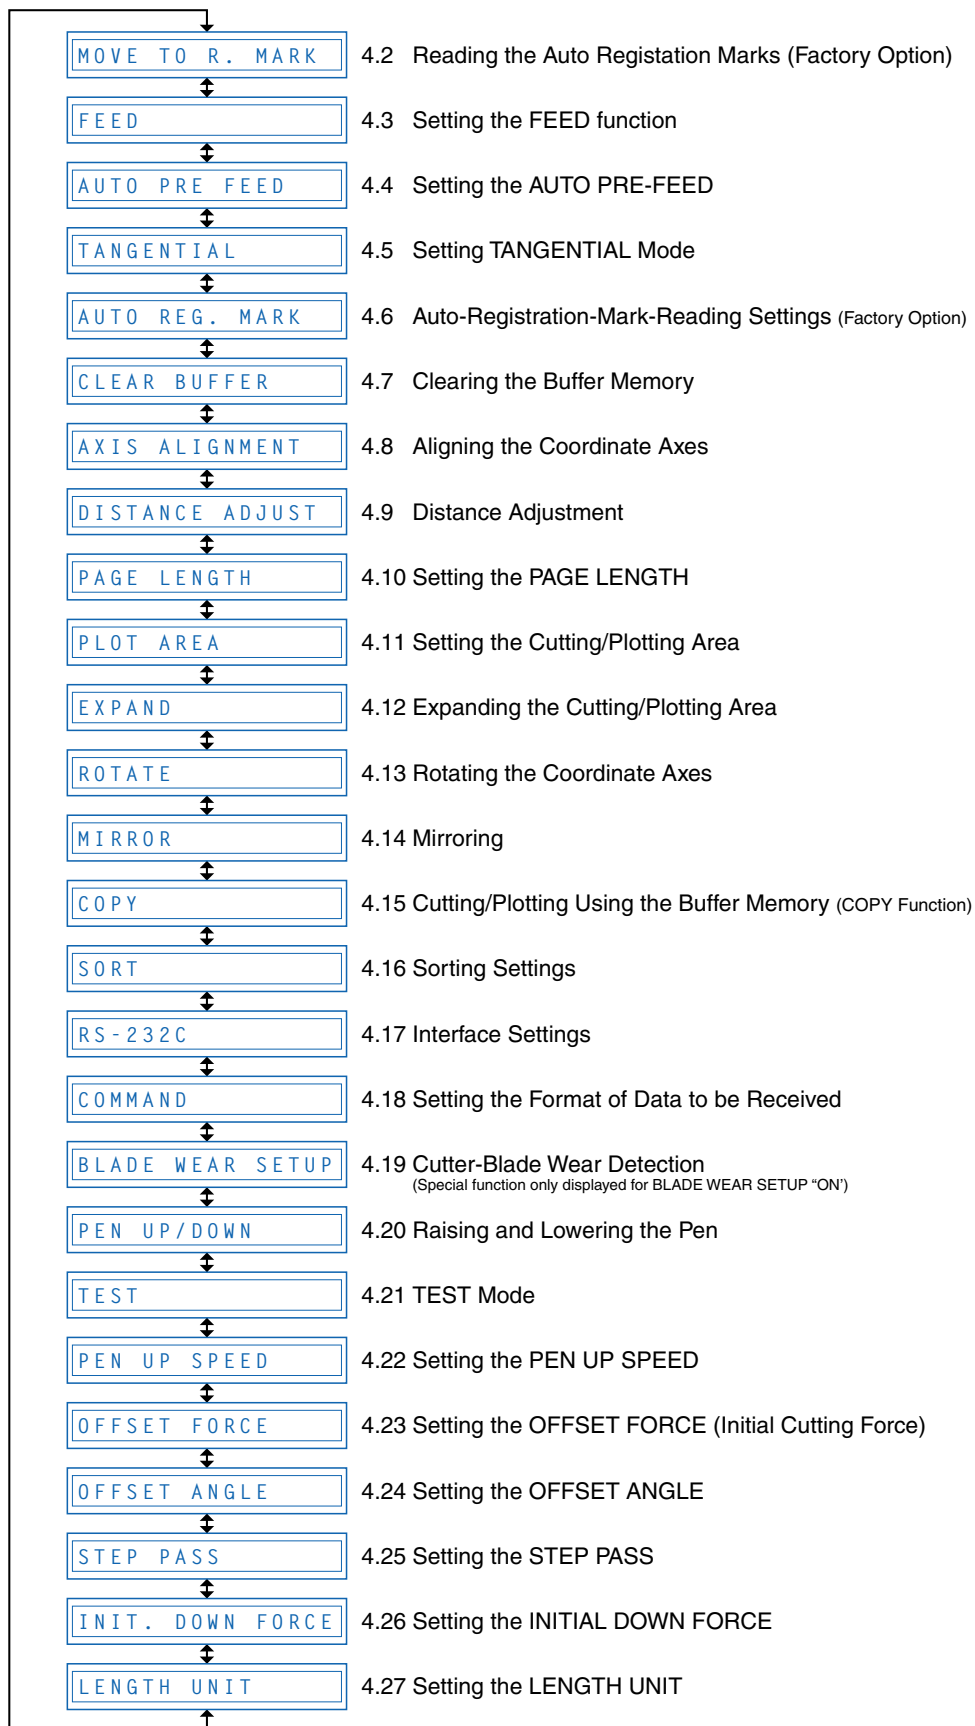 MOVE TO R. MARK 4.2 Reading the Auto Registation Marks (Factory Option)
FEED 4.3 Setting the FEED function
AUTO PRE FEED 4.4 Setting the AUTO PRE-FEED
TANGENTIAL 4.5 Setting TANGENTIAL Mode
AUTO REG. MARK 4.6 Auto-Registration-Mark-Reading Settings (Factory Option)
CLEAR BUFFER 4.7 Clearing the Buffer Memory
AXIS ALIGNMENT 4.8 Aligning the Coordinate Axes
DISTANCE ADJUST 4.9 Distance Adjustment
PAGE LENGTH 4.10 Setting the PAGE LENGTH
PLOT AREA 4.11 Setting the Cutting/Plotting Area
EXPAND 4.12 Expanding the Cutting/Plotting Area
ROTATE 4.13 Rotating the Coordinate Axes
MIRROR 4.14 Mirroring
COPY 4.15 Cutting/Plotting Using the Buffer Memory (COPY Function)
SORT 4.16 Sorting Settings
RS-232C 4.17 Interface Settings
COMMAND 4.18 Setting the Format of Data to be Received
BLADE WEAR SETUP 4.19 Cutter-Blade Wear Detection
(Special function only displayed for BLADE WEAR SETUP “ON’)
PEN UP/DOWN 4.20 Raising and Lowering the Pen
TEST 4.21 TEST Mode
PEN UP SPEED 4.22 Setting the PEN UP SPEED
OFFSET FORCE 4.23 Setting the OFFSET FORCE (Initial Cutting Force)
OFFSET ANGLE 4.24 Setting the OFFSET ANGLE
STEP PASS 4.25 Setting the STEP PASS
INIT. DOWN FORCE 4.26 Setting the INITIAL DOWN FORCE
LENGTH UNIT 4.27 Setting the LENGTH UNIT